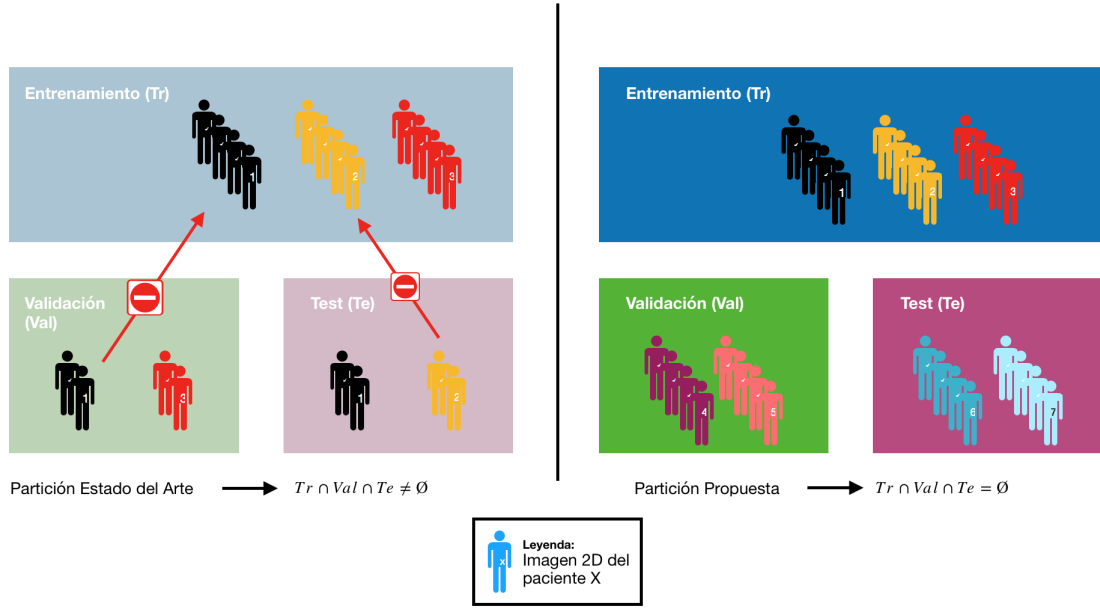 Entrenamiento (Tr)
1
2
3
Validación
(Val)
1
3
Test (Te)
1
2
Partición Estado del Arte
Tr ∩ Val ∩ Te ≠ Ø
Entrenamiento (Tr)
1
2
3
Validación (Val)
4
5
Test (Te)
6
7
Partición Propuesta
Tr ∩ Val ∩ Te = Ø
x
Leyenda:
Imagen 2D del
paciente X